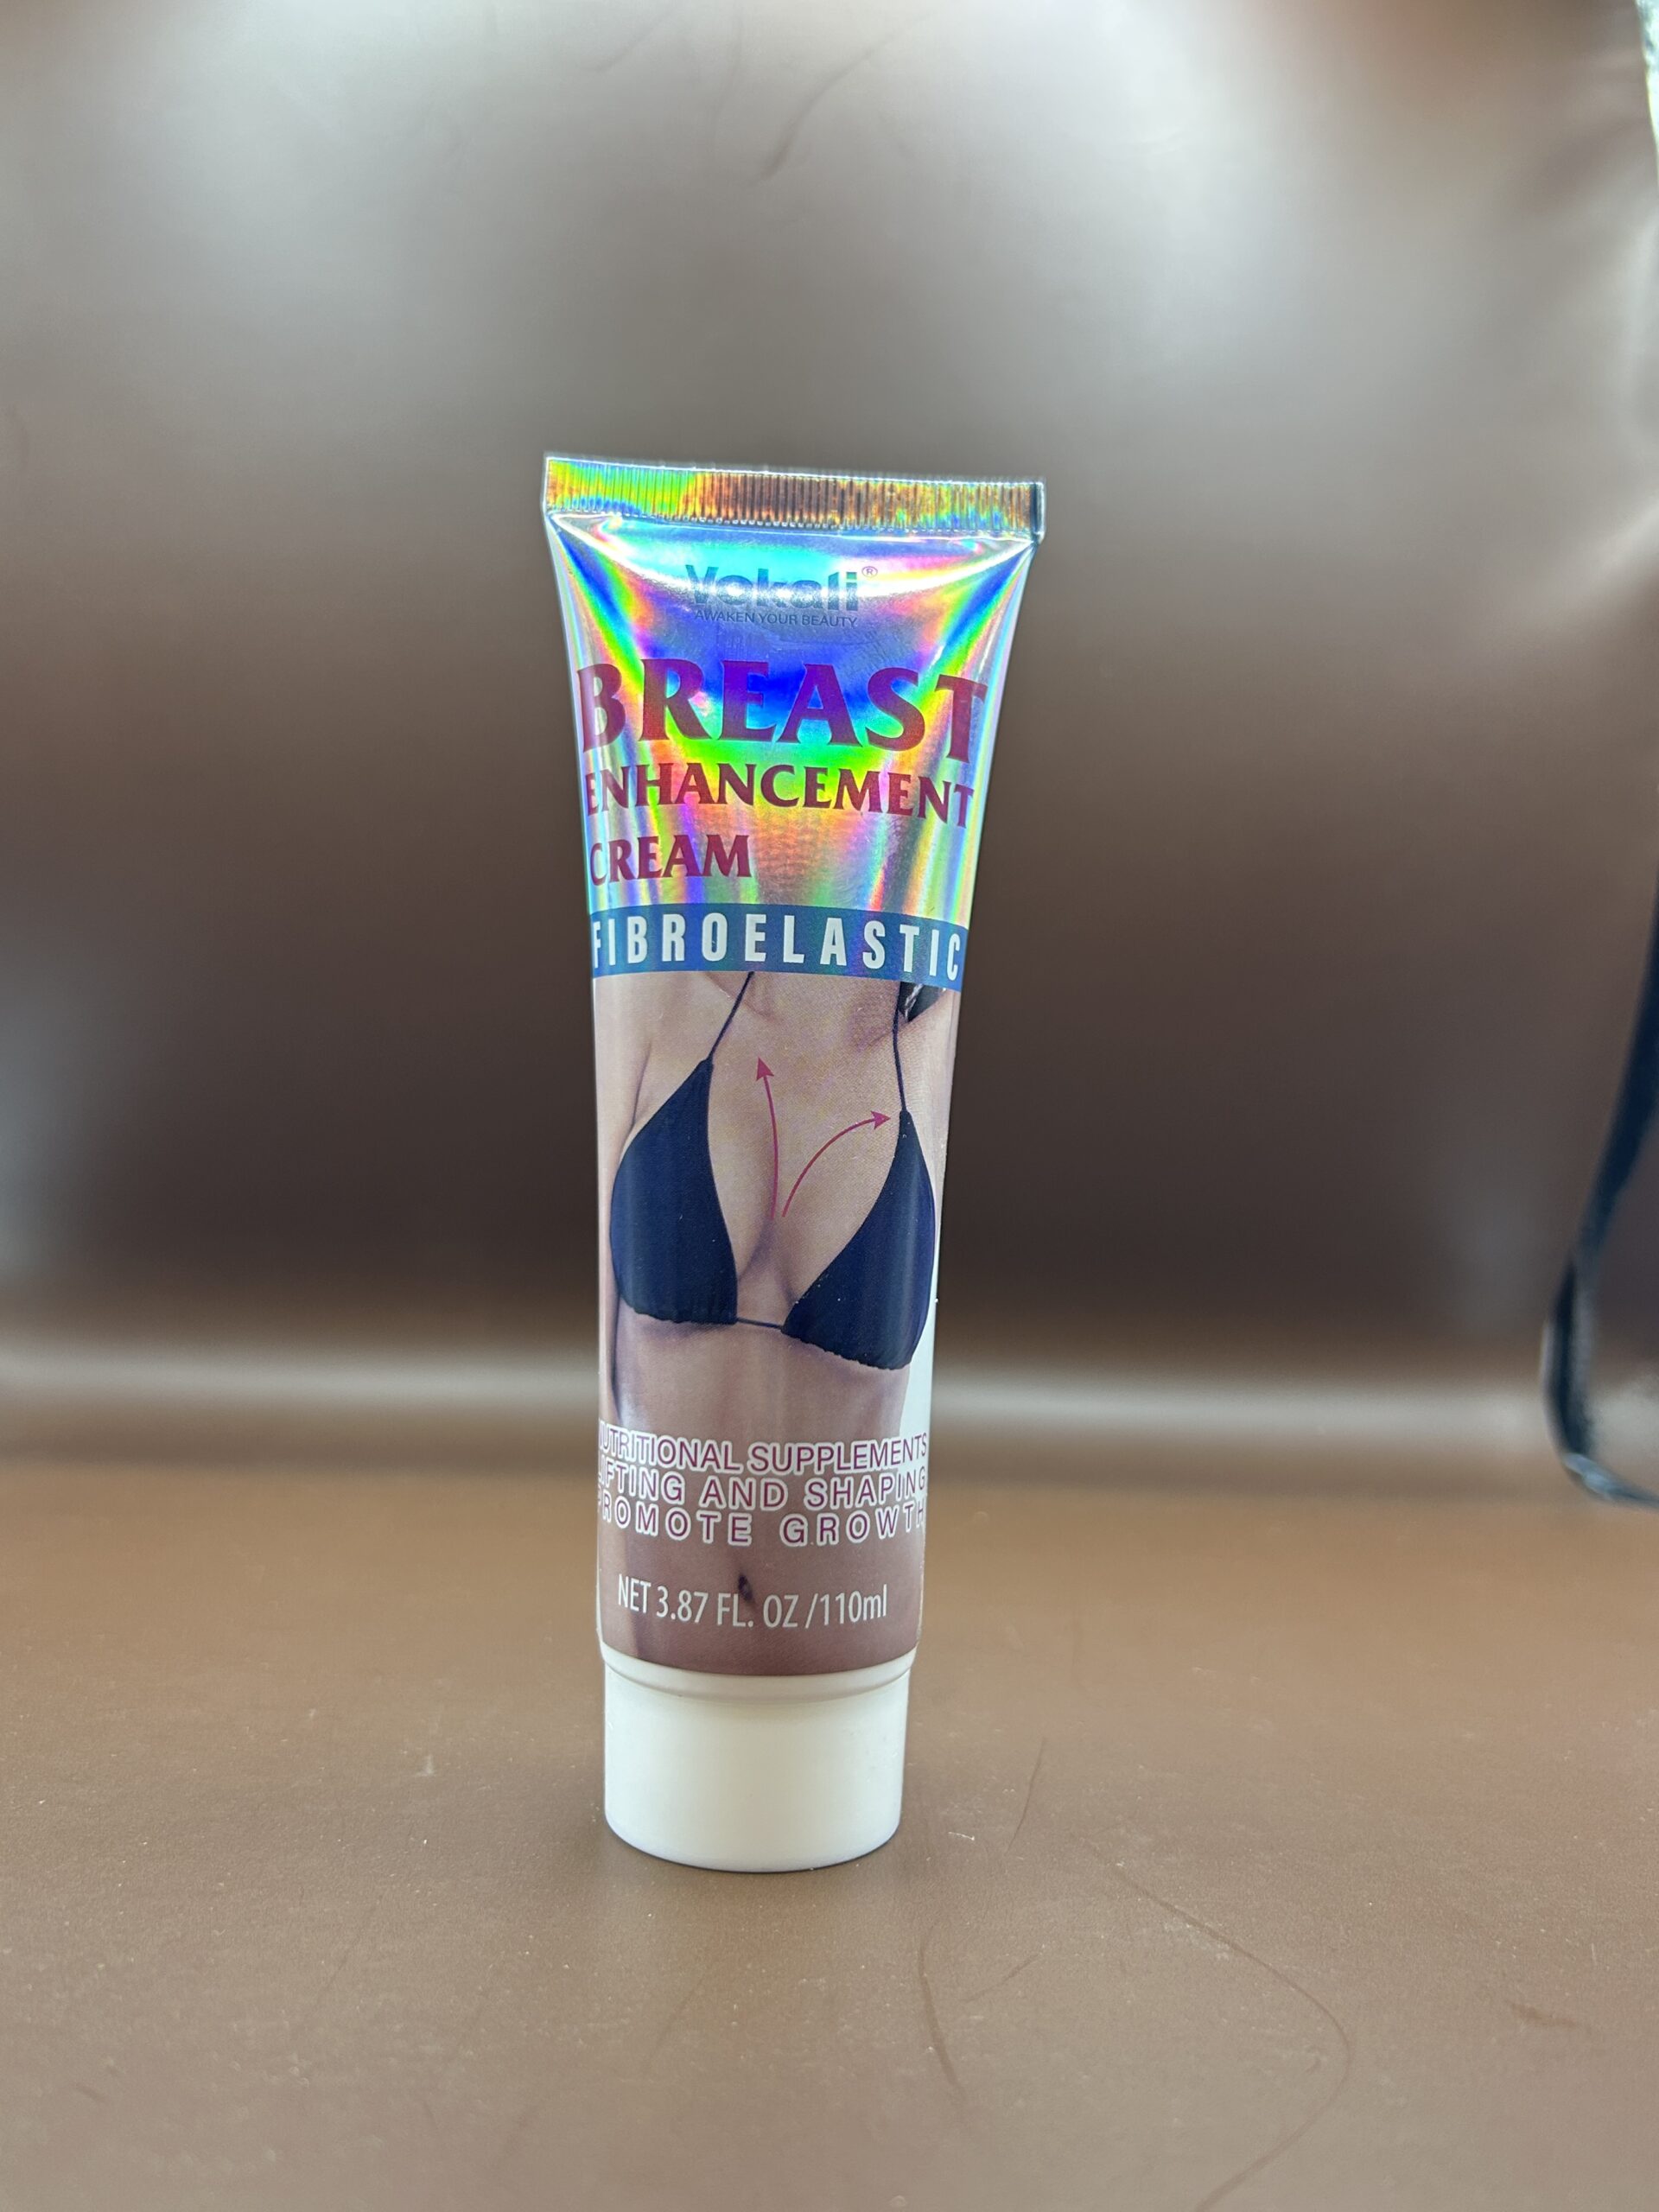 Yokali®
AWAKEN YOUR BEAUTY
BREAST
ENHANCEMENT
CREAM
FIBROELASTIC
NUTRITIONAL SUPPLEMENTS
LIFTING AND SHAPING
PROMOTE GROWTH
NET 3.87 FL. OZ /110ml